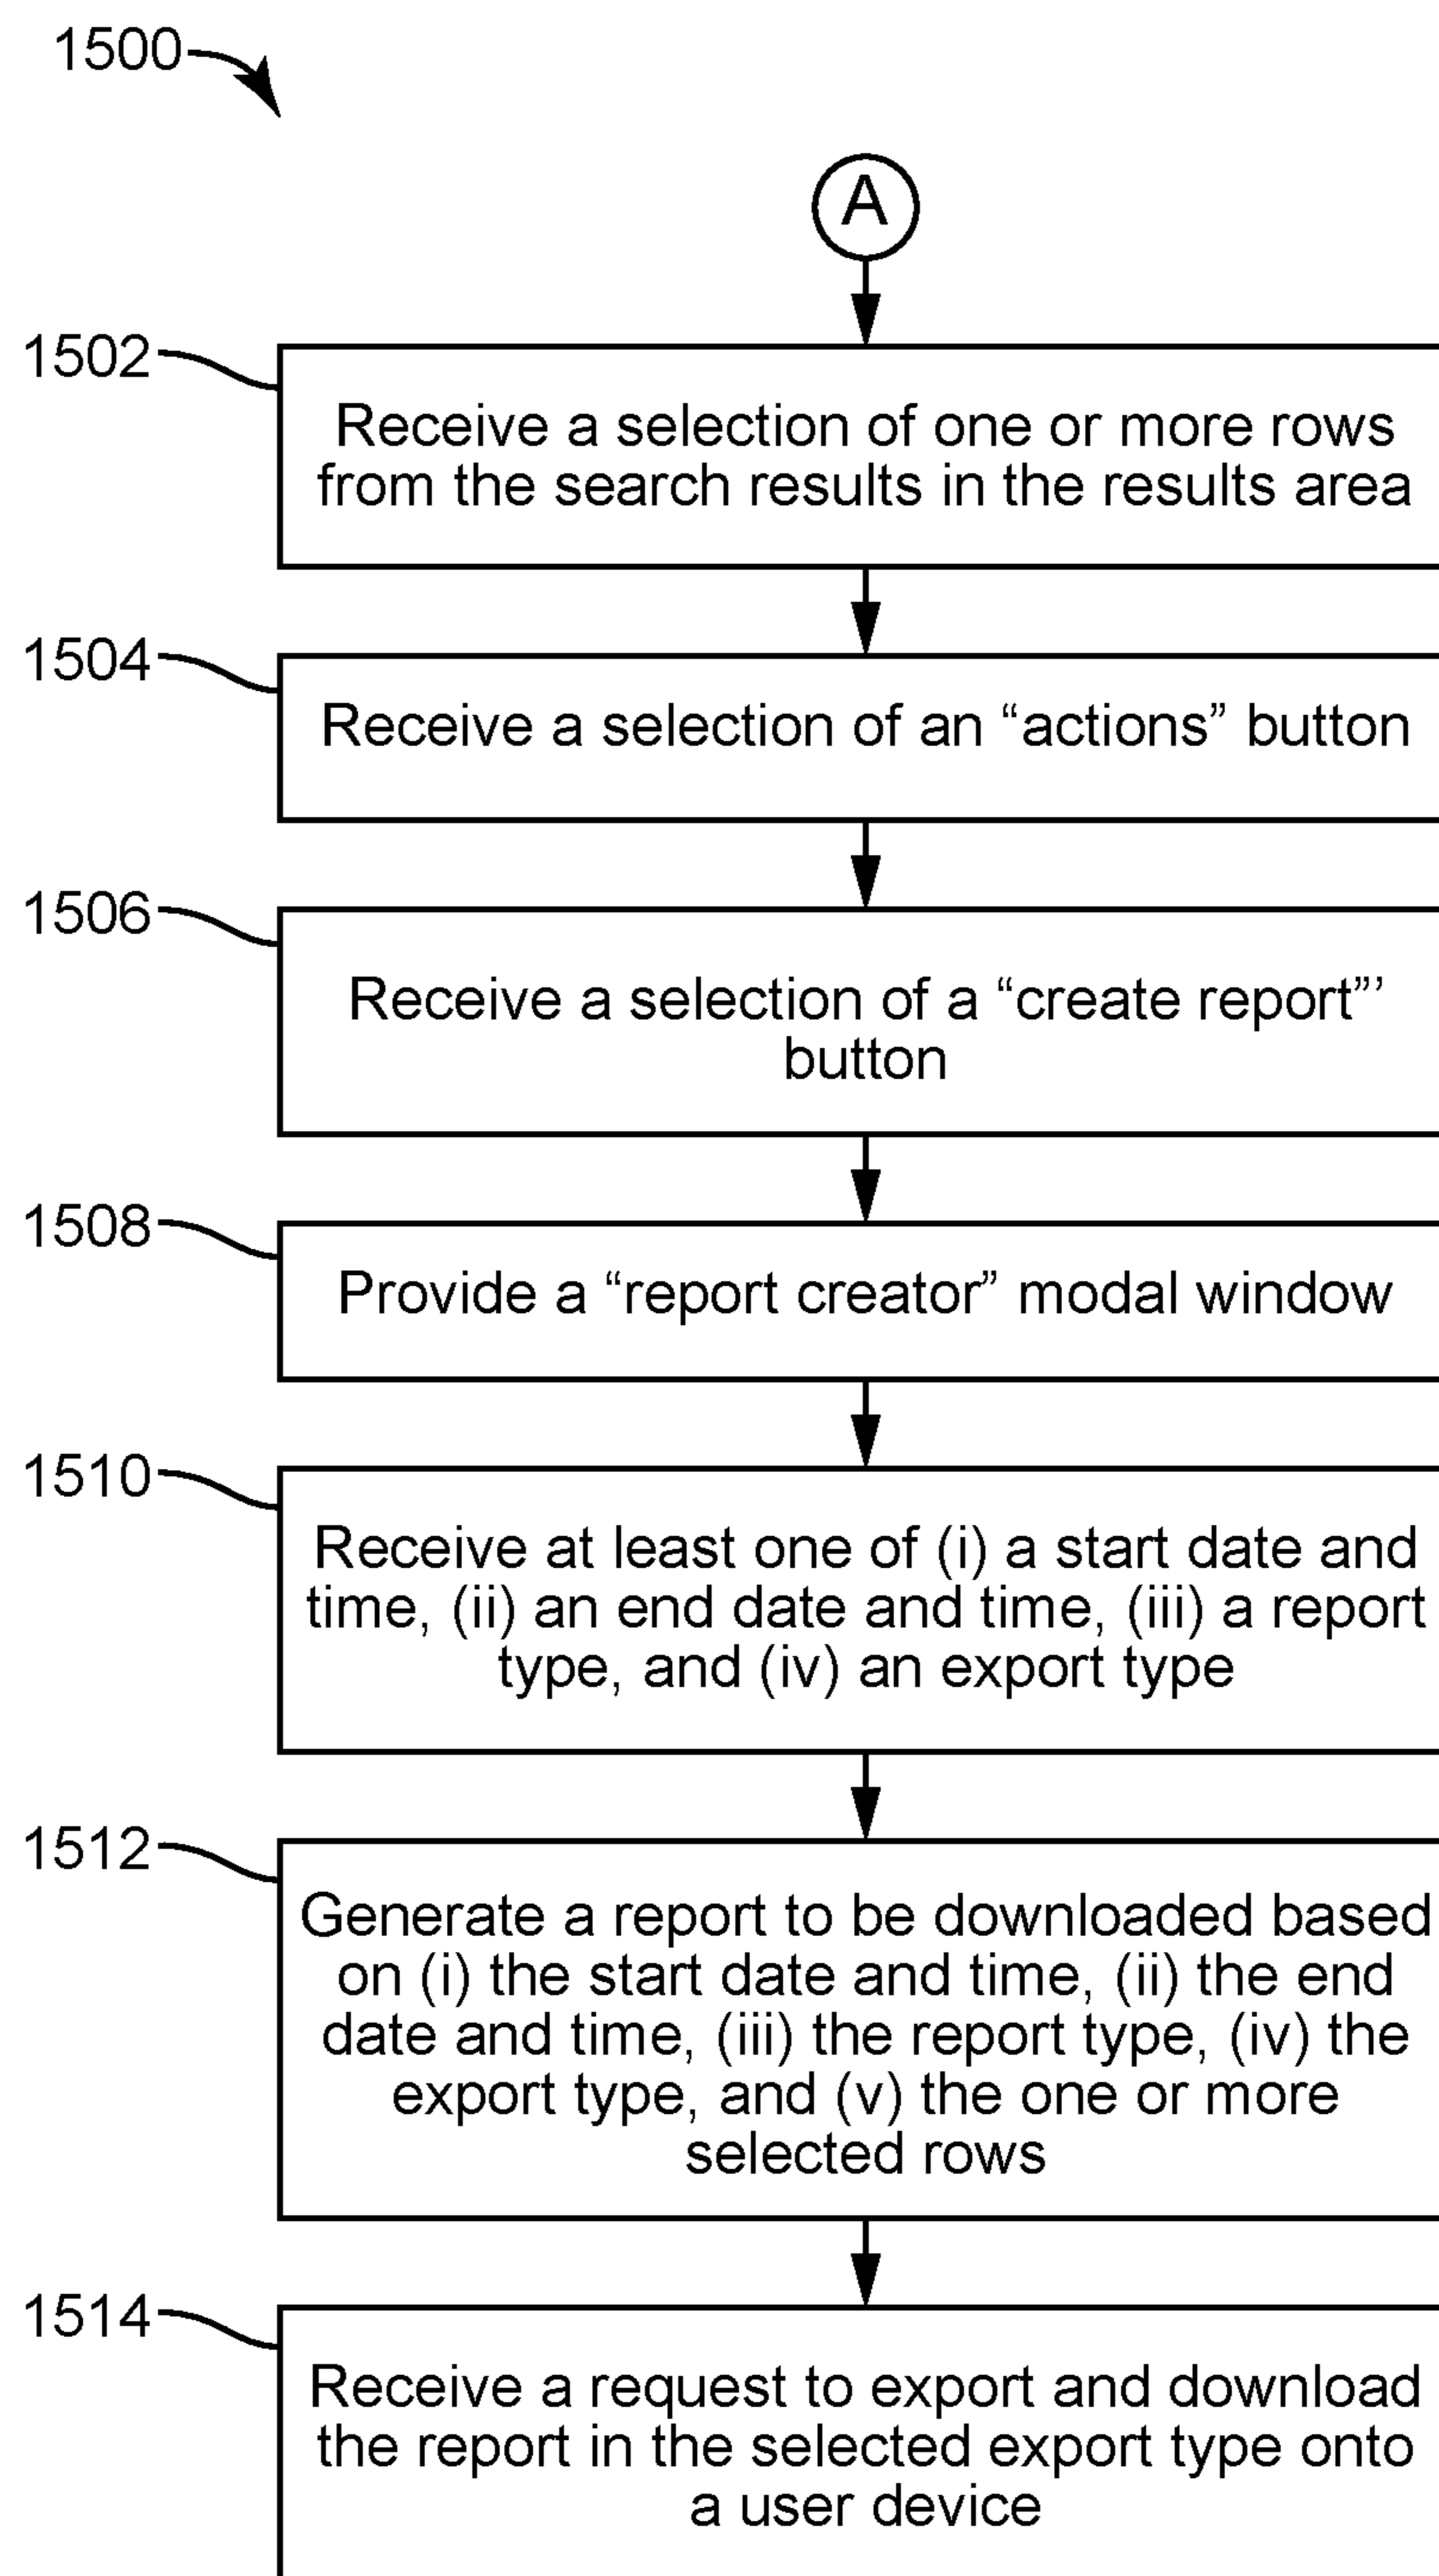 1500
A
1502
Receive a selection of one or more rows
from the search results in the results area
1504
Receive a selection of an “actions” button
1506
Receive a selection of a “create report”’
button
1508
Provide a “report creator” modal window
1510
Receive at least one of (i) a start date and
time, (ii) an end date and time, (iii) a report
type, and (iv) an export type
1512
Generate a report to be downloaded based
on (i) the start date and time, (ii) the end
date and time, (iii) the report type, (iv) the
export type, and (v) the one or more
selected rows
1514
Receive a request to export and download
the report in the selected export type onto
a user device